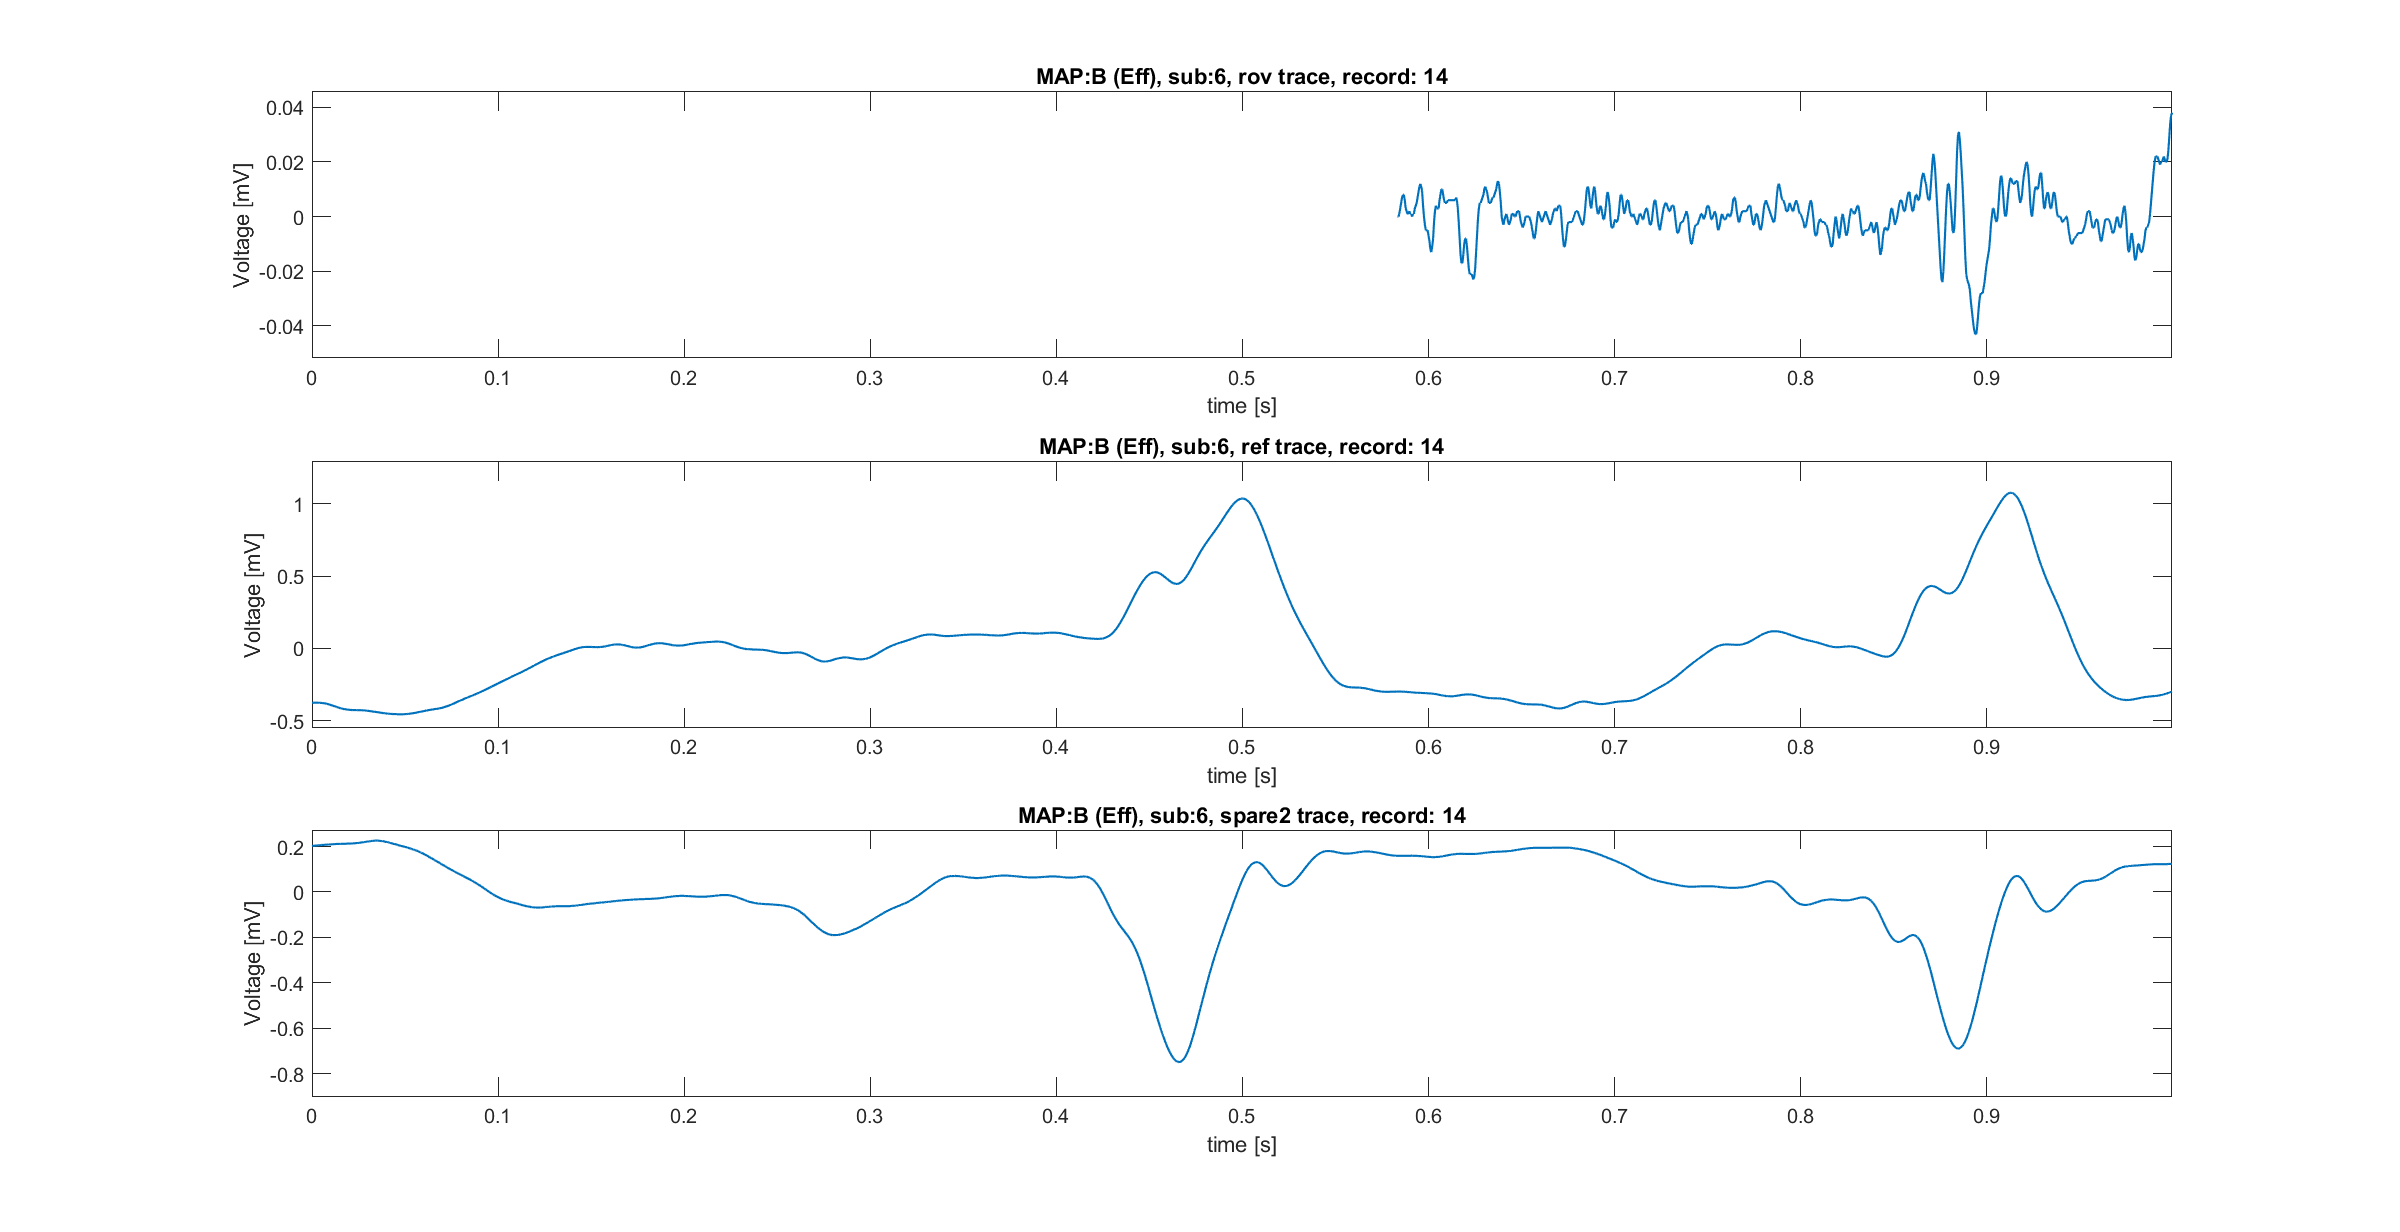 MAP:B (Eff), sub:6, rov trace, record: 14
Voltage [mV]
0.04
0.02
0
-0.02
-0.04
0 0.1 0.2 0.3 0.4 0.5 0.6 0.7 0.8 0.9
time [s]
MAP:B (Eff), sub:6, ref trace, record: 14
Voltage [mV]
1
0.5
0
-0.5
0 0.1 0.2 0.3 0.4 0.5 0.6 0.7 0.8 0.9
time [s]
MAP:B (Eff), sub:6, spare2 trace, record: 14
Voltage [mV]
0.2
0
-0.2
-0.4
-0.6
-0.8
0 0.1 0.2 0.3 0.4 0.5 0.6 0.7 0.8 0.9
time [s]